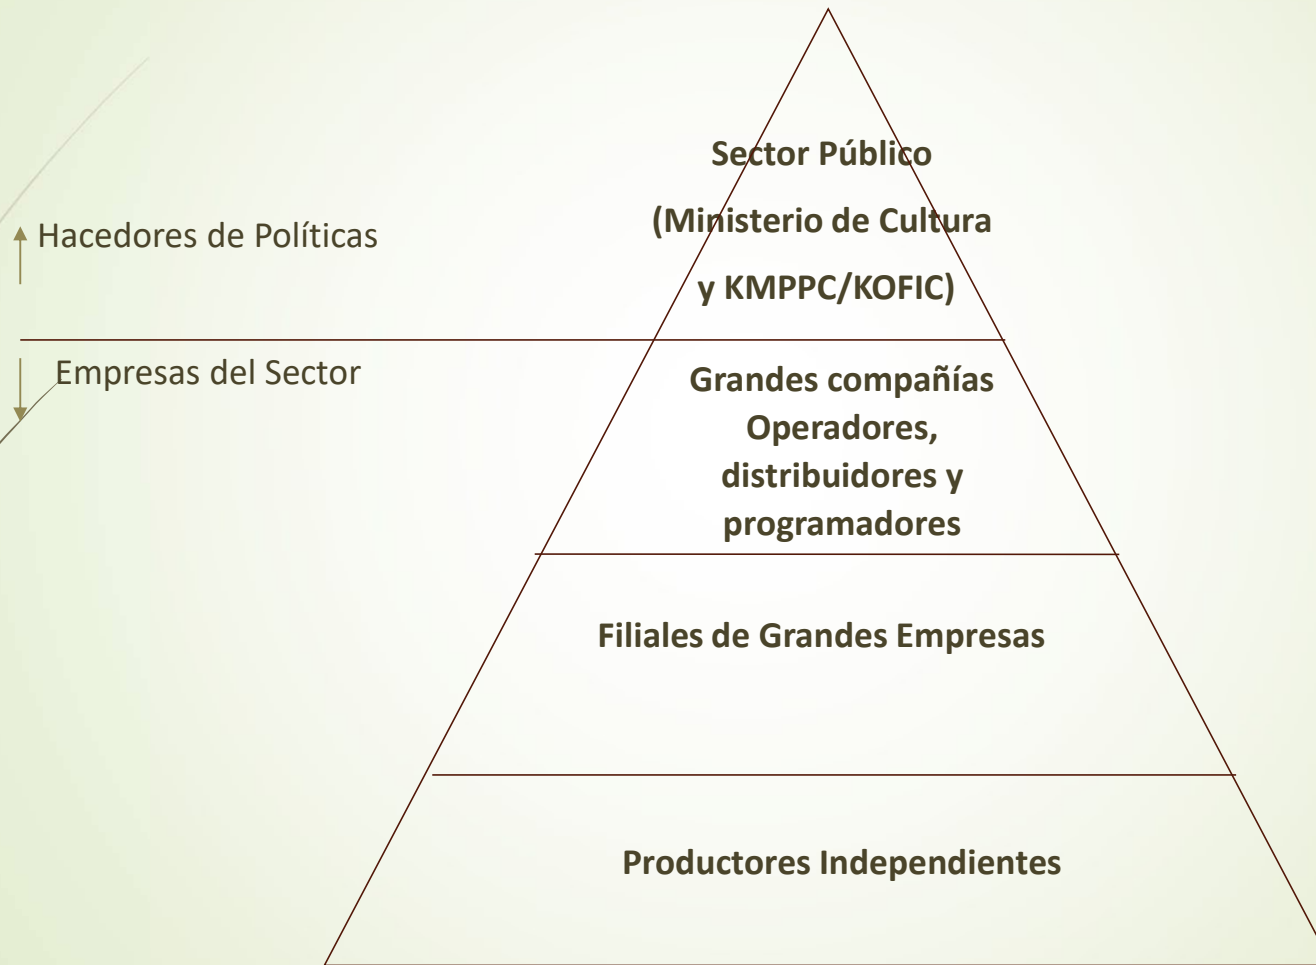 Sector Público
(Ministerio de Cultura
y KMPPC/KOFIC)
Hacedores de Políticas
Empresas del Sector
Grandes compañías
Operadores,
distribuidores y
programadores
Filiales de Grandes Empresas
Productores Independientes